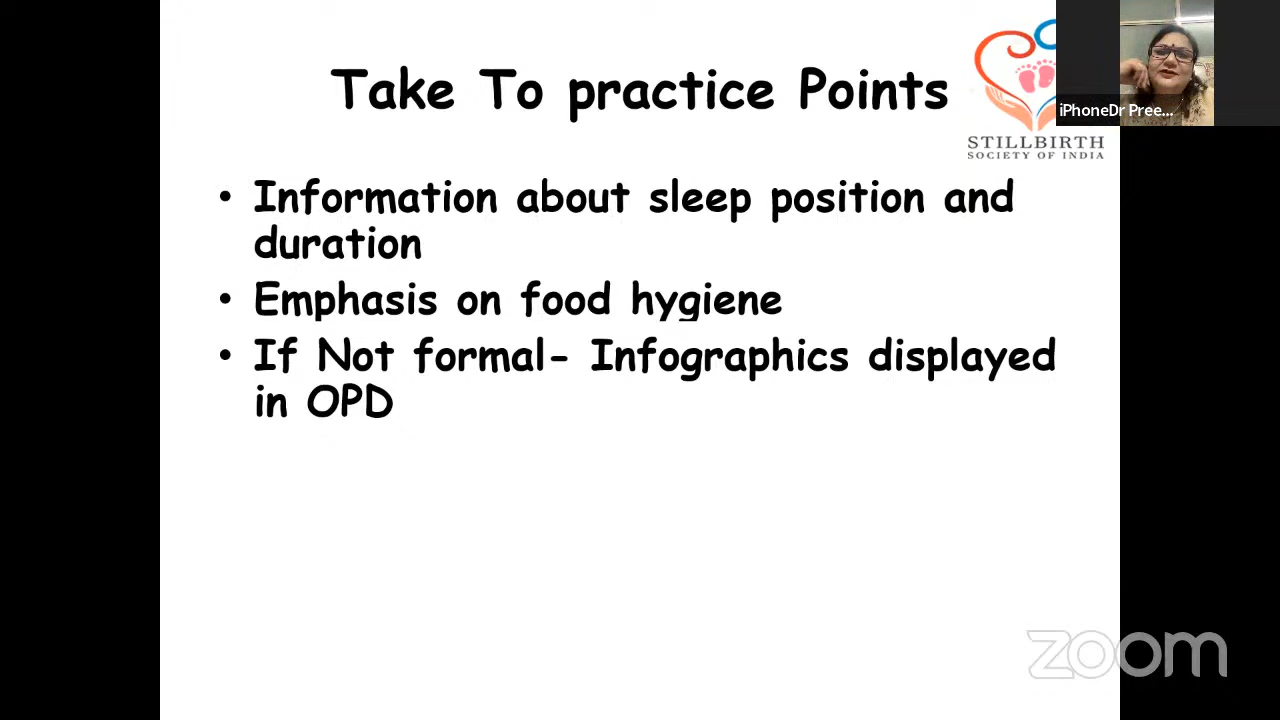 Take To practice Points
STILLBIRTH
SOCIETY OF INDIA
iPhoneDr Pree...
• Information about sleep position and
duration
• Emphasis on food hygiene
• If Not formal- Infographics displayed
in OPD
zoom